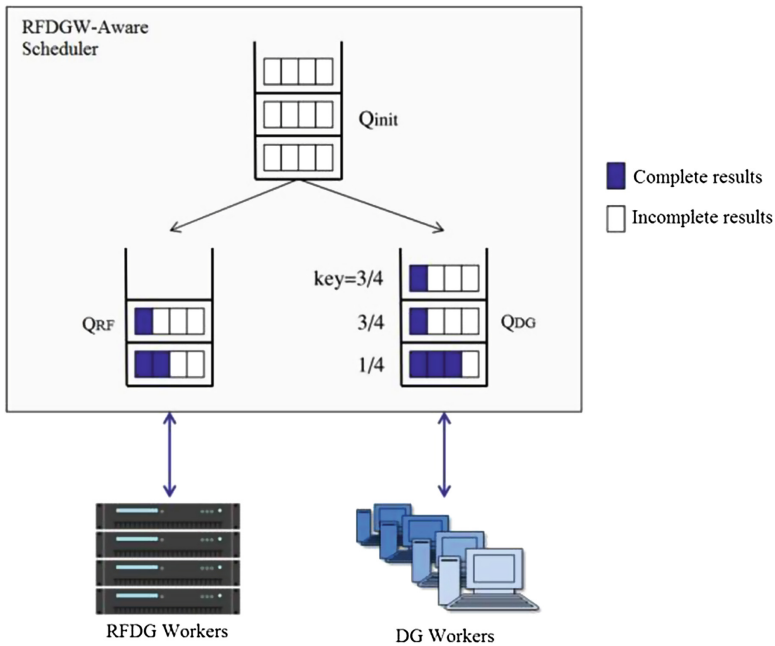 RFDGW-Aware
Scheduler
Qinit
Complete results
Incomplete results
key=3/4
QRF
3/4
QDG
1/4
RFDG Workers
DG Workers